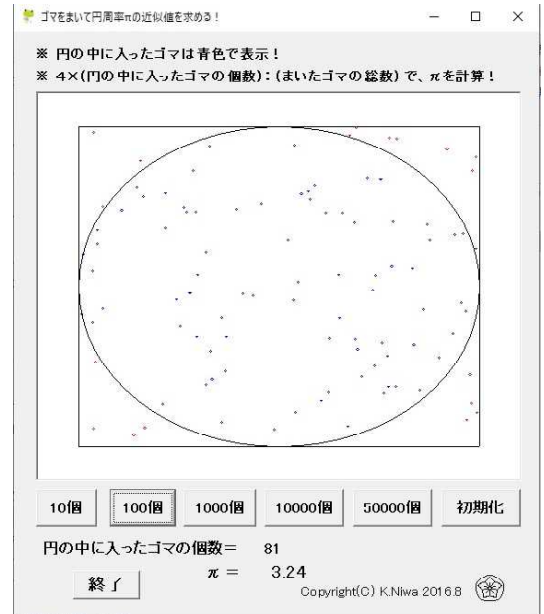 ゴマをまいて円周率πの近似値を求める！
※ 円の中に入ったゴマは青色で表示！
※ 4×(円の中に入ったゴマの個数)：(まいたゴマの総数) で、πを計算！
10個 100個 1000個 10000個 50000個 初期化
円の中に入ったゴマの個数＝ 81
π ＝ 3.24
終了
Copyright(C) K.Niwa 2016.8